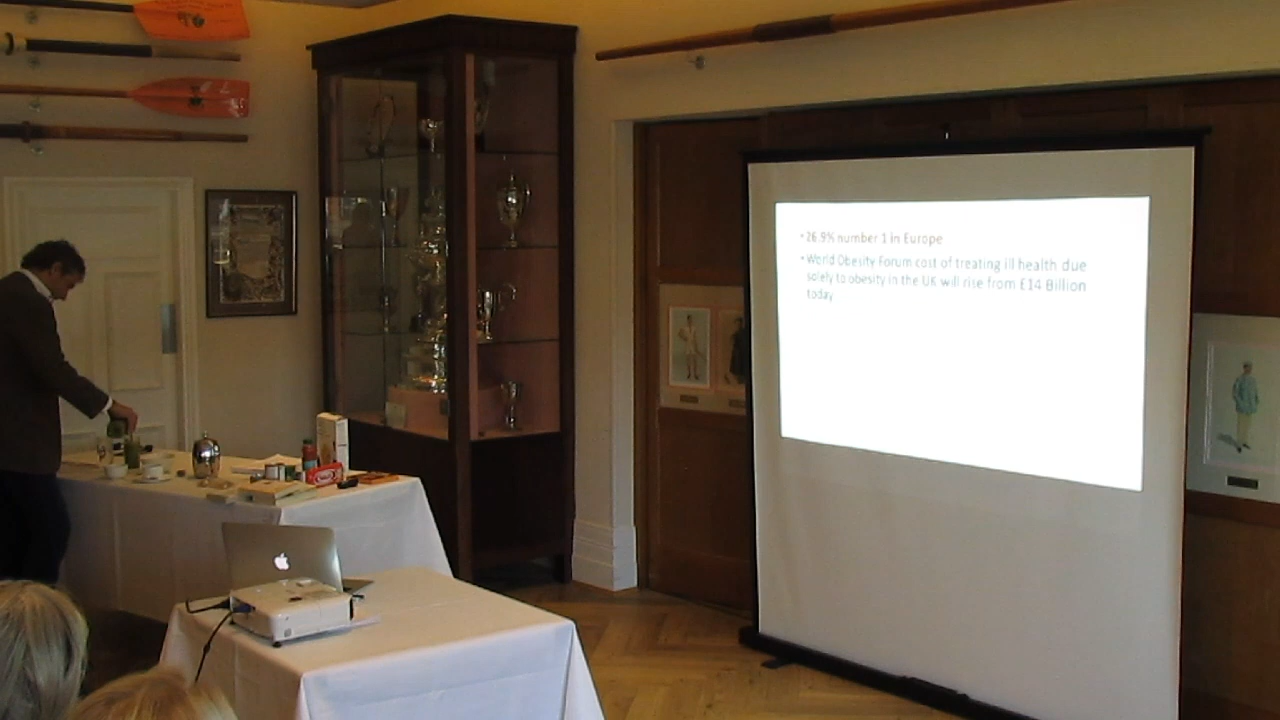 • 26.9% number 1 in Europe
• World Obesity Forum cost of treating ill health due
solely to obesity in the UK will rise from £14 Billion
today